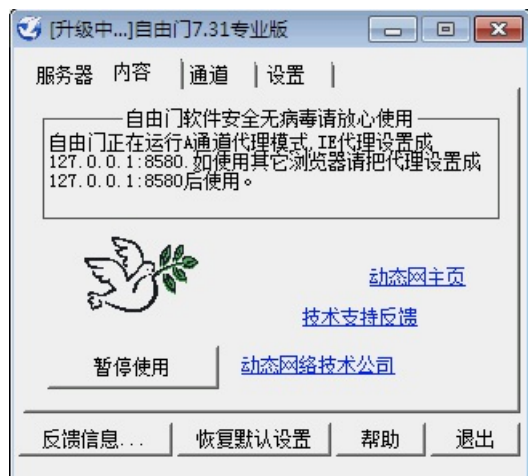 [升级中...]自由门7.31专业版
服务器 内容 通道 设置
自由门软件安全无病毒请放心使用
自由门正在运行A通道代理模式,IE代理设置成
127.0.0.1:8580.如使用其它浏览器请把代理设置成
127.0.0.1:8580后使用。
动态网主页
技术支持反馈
暂停使用 动态网络技术公司
反馈信息... 恢复默认设置 帮助 退出